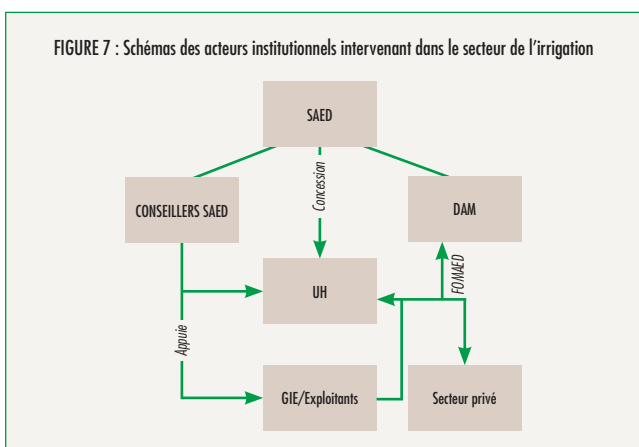 FIGURE 7 : Schémas des acteurs institutionnels intervenant dans le secteur de l'irrigation
SAED
Concession
CONSEILLERS SAED
DAM
FOMAED
UH
Appuie
GIE/Exploitants
Secteur privé